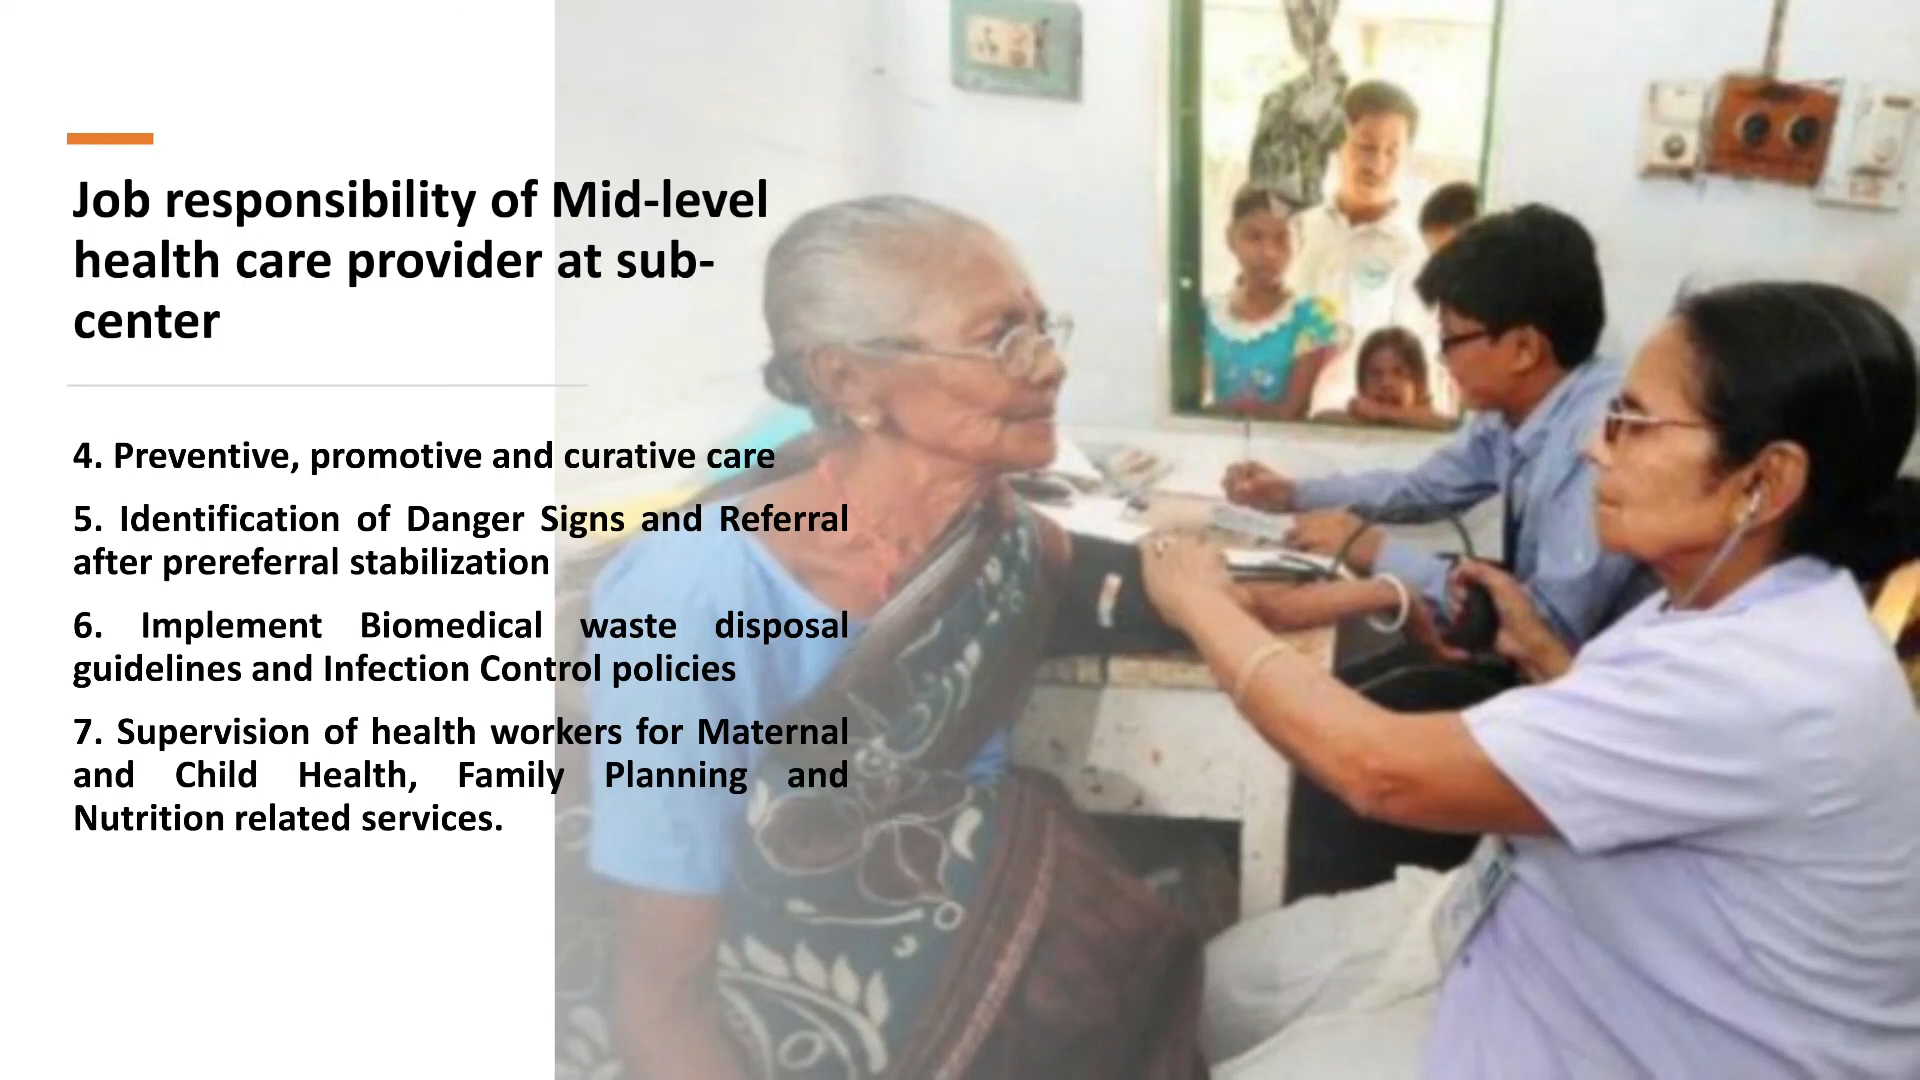 Job responsibility of Mid-level
health care provider at sub-
center
4. Preventive, promotive and curative care
5. Identification of Danger Signs and Referral
after prereferral stabilization
6. Implement Biomedical waste disposal
guidelines and Infection Control policies
7. Supervision of health workers for Maternal
and Child Health, Family Planning and
Nutrition related services.